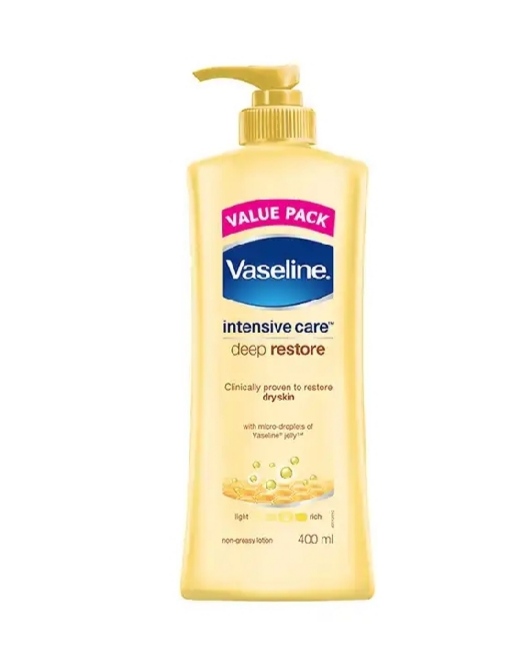 VALUE PACK
Vaseline.
intensive care™
deep restore
Clinically proven to restore
dry skin
with micro-droplets of
Vaseline® jelly™
light rich
non-greasy lotion 400 ml